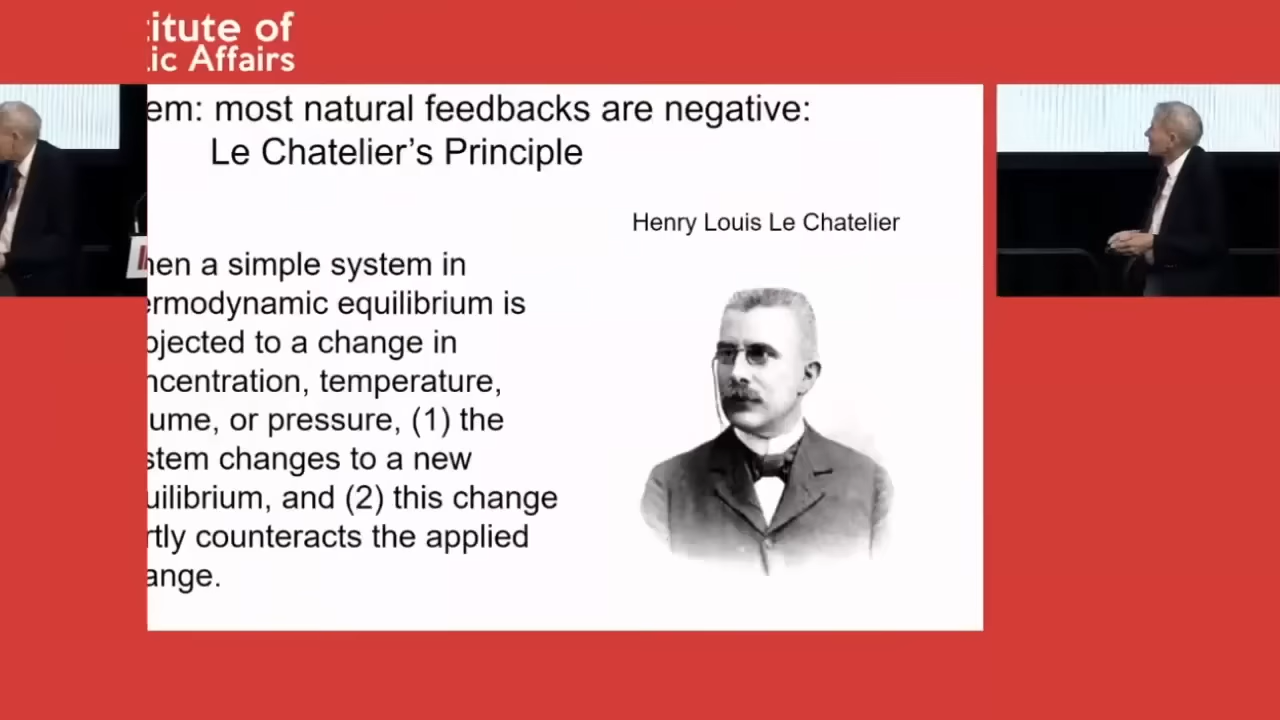 titute of
lic Affairs
em: most natural feedbacks are negative:
Le Chatelier's Principle
Henry Louis Le Chatelier
hen a simple system in
ermodynamic equilibrium is
bjected to a change in
ncentration, temperature,
ume, or pressure, (1) the
stem changes to a new
uilibrium, and (2) this change
rtly counteracts the applied
ange.